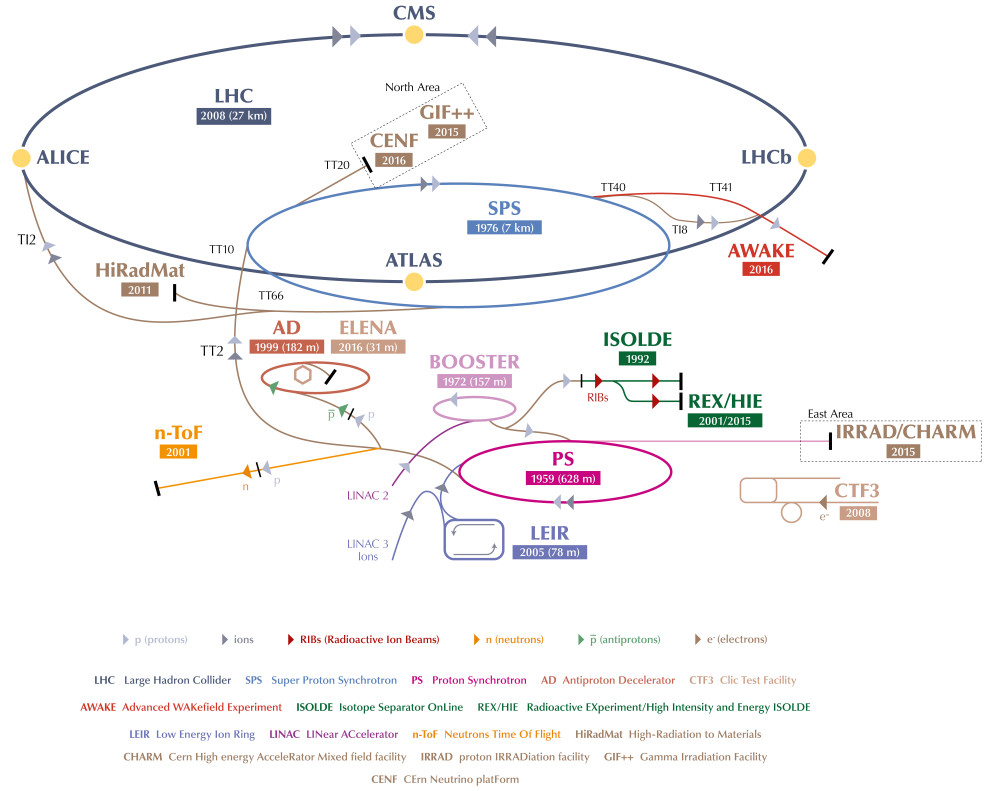 CMS
North Area
LHC
2008 (27 km)
GIF++
2015
CENF
2016
ALICE
LHCb
TT20
TT40
TT41
SPS
1976 (7 km)
TI8
TI2
TT10
ATLAS
AWAKE
2016
HiRadMat
2011
TT66
AD
1999 (182 m)
ELENA
2016 (31 m)
TT2
ISOLDE
1992
BOOSTER
1972 (157 m)
RIBs
REX/HIE
2001/2015
p̅
p
East Area
n-ToF
2001
IRRAD/CHARM
2015
PS
1959 (628 m)
n
p
LINAC 2
CTF3
2008
e-
LINAC 3
Ions
LEIR
2005 (78 m)
p (protons) ions RIBs (Radioactive Ion Beams) n (neutrons) p̅ (antiprotons) e- (electrons)
LHC Large Hadron Collider SPS Super Proton Synchrotron PS Proton Synchrotron AD Antiproton Decelerator CTF3 Clic Test Facility
AWAKE Advanced WAKefield Experiment ISOLDE Isotope Separator OnLine REX/HIE Radioactive EXperiment/High Intensity and Energy ISOLDE
LEIR Low Energy Ion Ring LINAC LINear ACcelerator n-ToF Neutrons Time Of Flight HiRadMat High-Radiation to Materials
CHARM Cern High energy AcceleRator Mixed field facility IRRAD proton IRRADiation facility GIF++ Gamma Irradiation Facility
CENF CErn Neutrino platForm